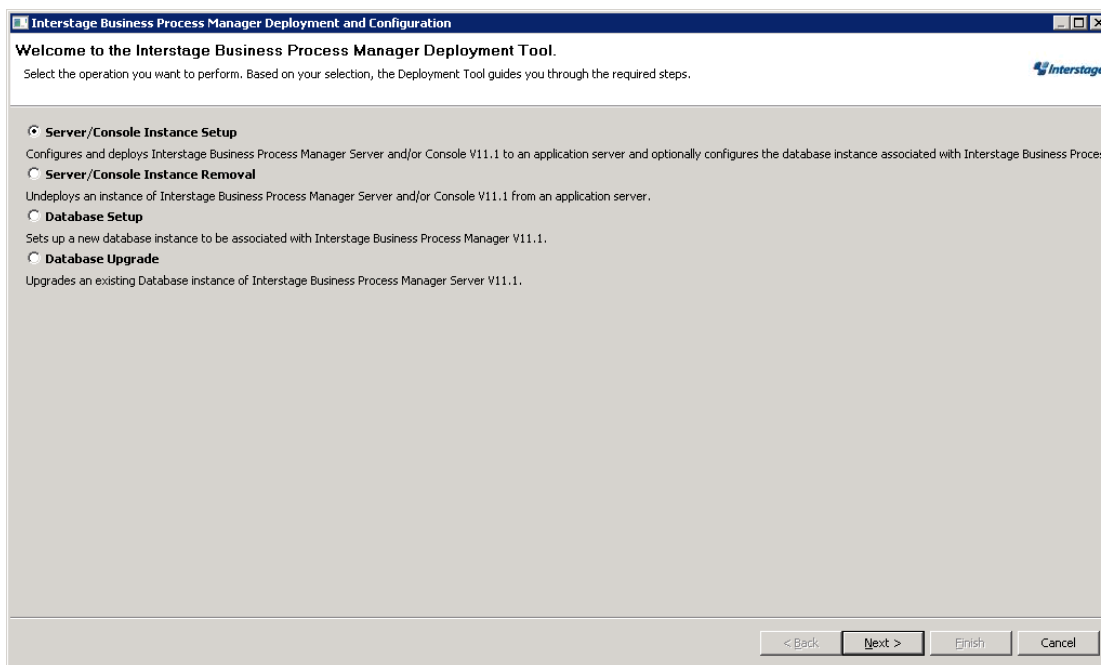 Interstage Business Process Manager Deployment and Configuration
Welcome to the Interstage Business Process Manager Deployment Tool.
Select the operation you want to perform. Based on your selection, the Deployment Tool guides you through the required steps.
Interstage
Server/Console Instance Setup
Configures and deploys Interstage Business Process Manager Server and/or Console V11.1 to an application server and optionally configures the database instance associated with Interstage Business
Server/Console Instance Removal
Undeploys an instance of Interstage Business Process Manager Server and/or Console V11.1 from an application server.
Database Setup
Sets up a new database instance to be associated with Interstage Business Process Manager V11.1.
Database Upgrade
Upgrades an existing Database instance of Interstage Business Process Manager Server V11.1.
< Back Next > Finish Cancel